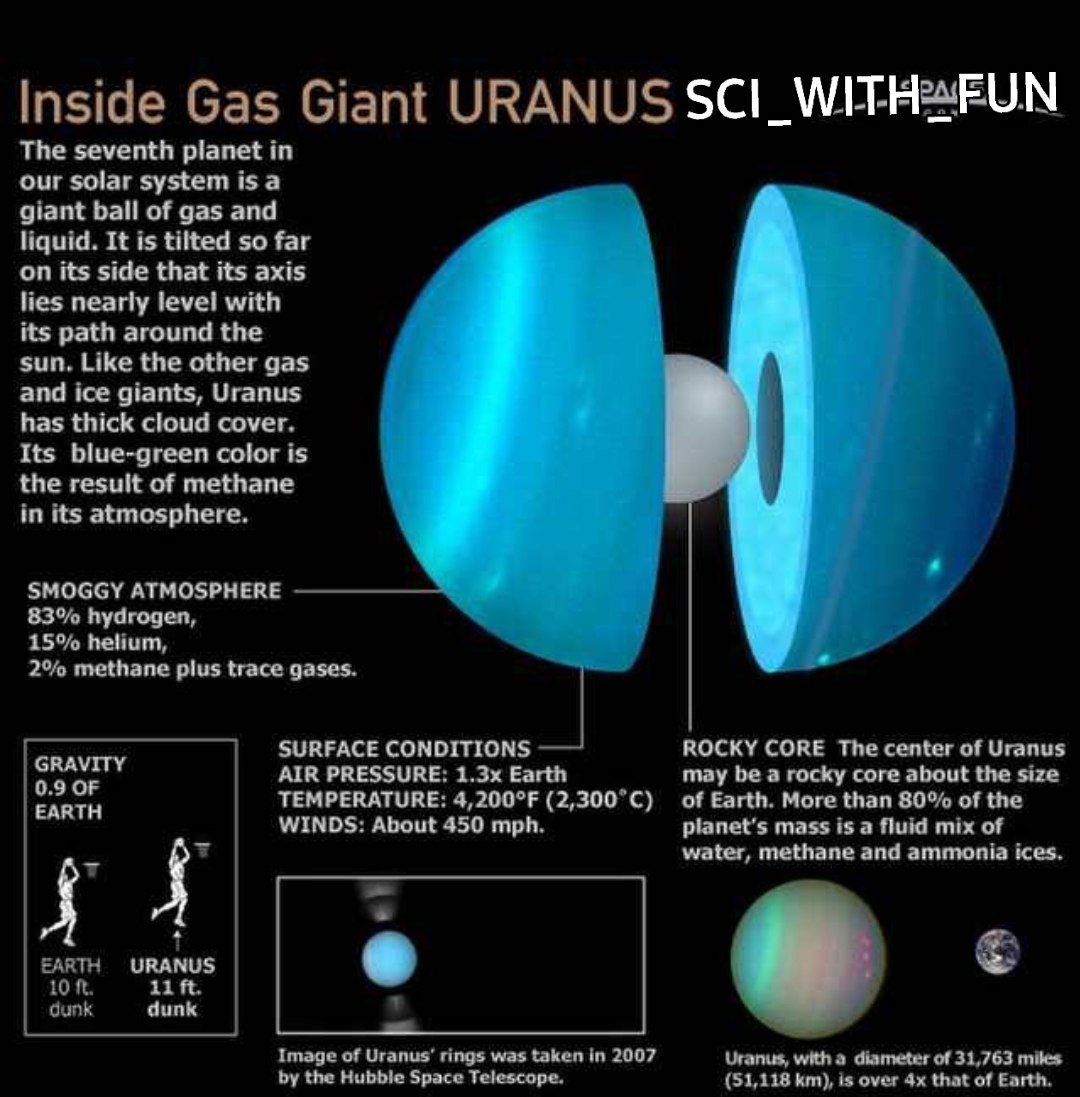 Inside Gas Giant URANUS SCI_WITH_FUN
The seventh planet in
our solar system is a
giant ball of gas and
liquid. It is tilted so far
on its side that its axis
lies nearly level with
its path around the
sun. Like the other gas
and ice giants, Uranus
has thick cloud cover.
Its blue-green color is
the result of methane
in its atmosphere.
SMOGGY ATMOSPHERE
83% hydrogen,
15% helium,
2% methane plus trace gases.
GRAVITY
0.9 OF
EARTH
EARTH
10 ft.
dunk
URANUS
11 ft.
dunk
SURFACE CONDITIONS
AIR PRESSURE: 1.3x Earth
TEMPERATURE: 4,200°F (2,300°C)
WINDS: About 450 mph.
ROCKY CORE The center of Uranus
may be a rocky core about the size
of Earth. More than 80% of the
planet's mass is a fluid mix of
water, methane and ammonia ices.
Image of Uranus' rings was taken in 2007
by the Hubble Space Telescope.
Uranus, with a diameter of 31,763 miles
(51,118 km), is over 4x that of Earth.